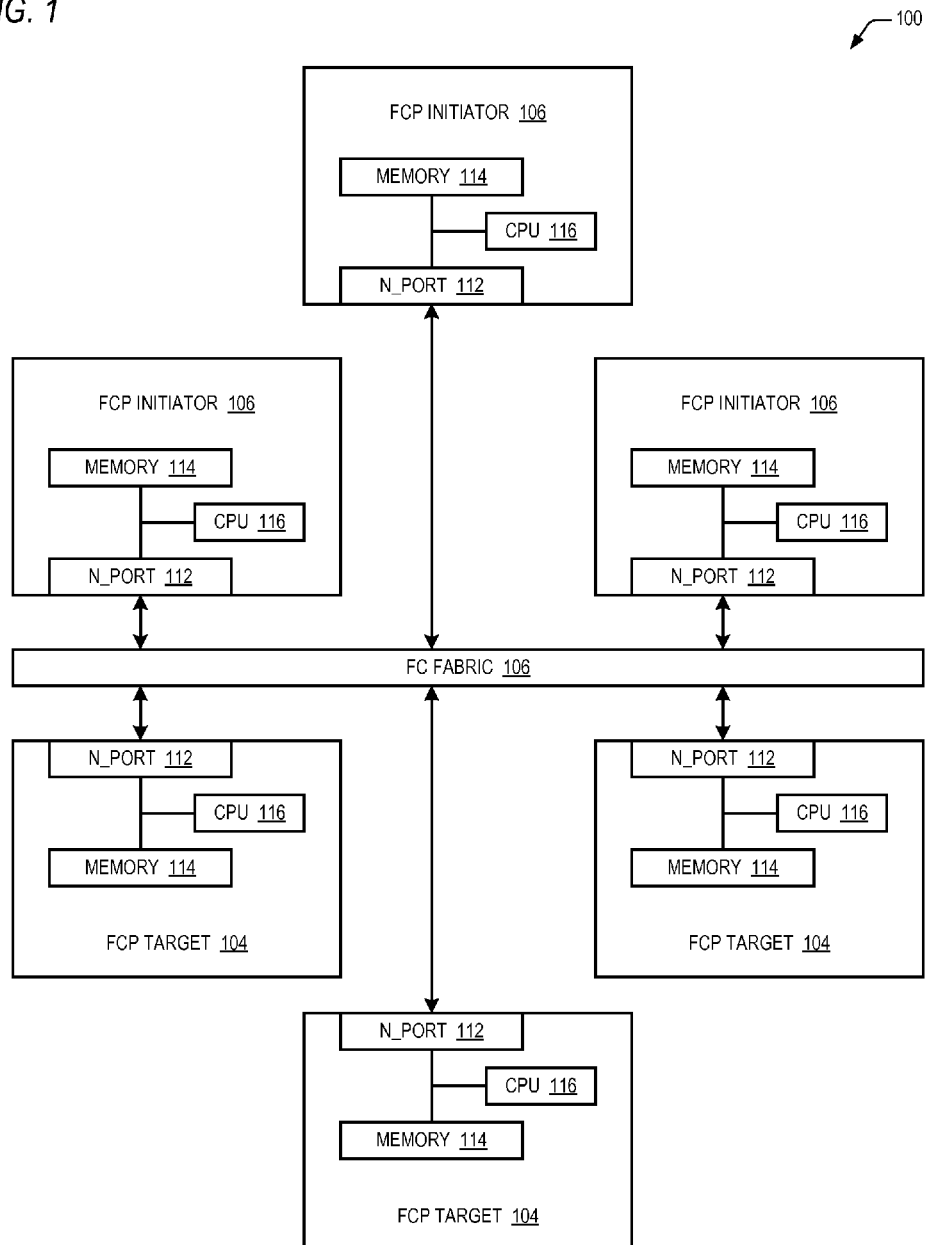 IG. 1
100
FCP INITIATOR 106
MEMORY 114
CPU 116
N_PORT 112
FCP INITIATOR 106
MEMORY 114
CPU 116
N_PORT 112
FCP INITIATOR 106
MEMORY 114
CPU 116
N_PORT 112
FC FABRIC 106
N_PORT 112
CPU 116
MEMORY 114
FCP TARGET 104
N_PORT 112
CPU 116
MEMORY 114
FCP TARGET 104
N_PORT 112
CPU 116
MEMORY 114
FCP TARGET 104